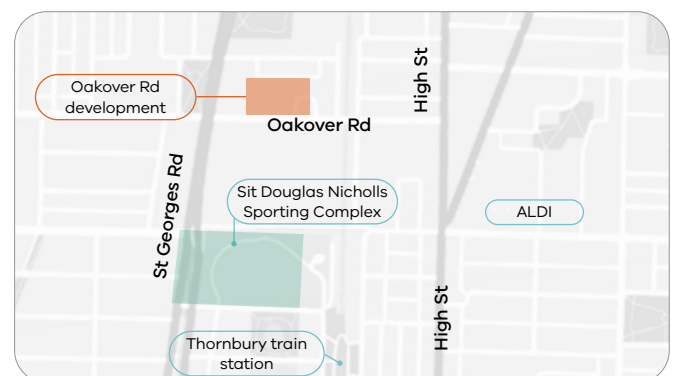 High St
Oakover Rd
development
Oakover Rd
St Georges Rd
Sit Douglas Nicholls
Sporting Complex
ALDI
High St
Thornbury train
station